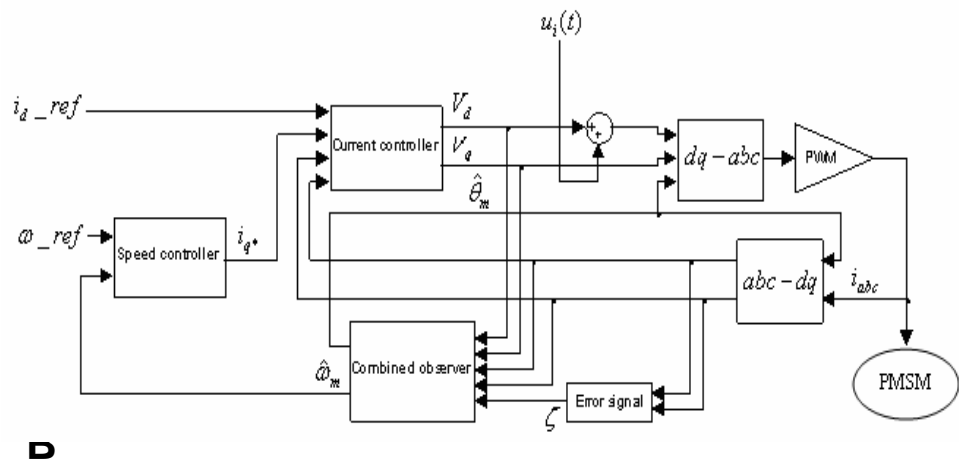 u_i(t)
i_d _ref
V_d
Current controller
V_q
+
+
dq – abc
PWM
θ̂_m
ω _ref
Speed controller
i_q*
abc – dq
i_abc
Combined observer
ω̂_m
Error signal
ζ
PMSM